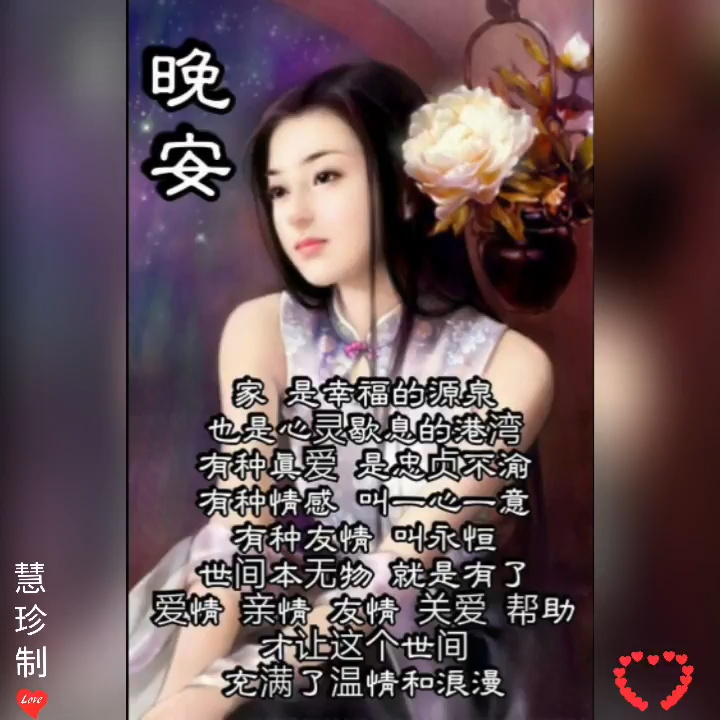 晚安
家 是幸福的源泉
也是心灵歇息的港湾
有种真爱 是忠贞不渝
有种情感 叫一心一意
有种友情 叫永恒
世间本无物 就是有了
爱情 亲情 友情 关爱 帮助
才让这个世间
充满了温情和浪漫
慧珍制
Love